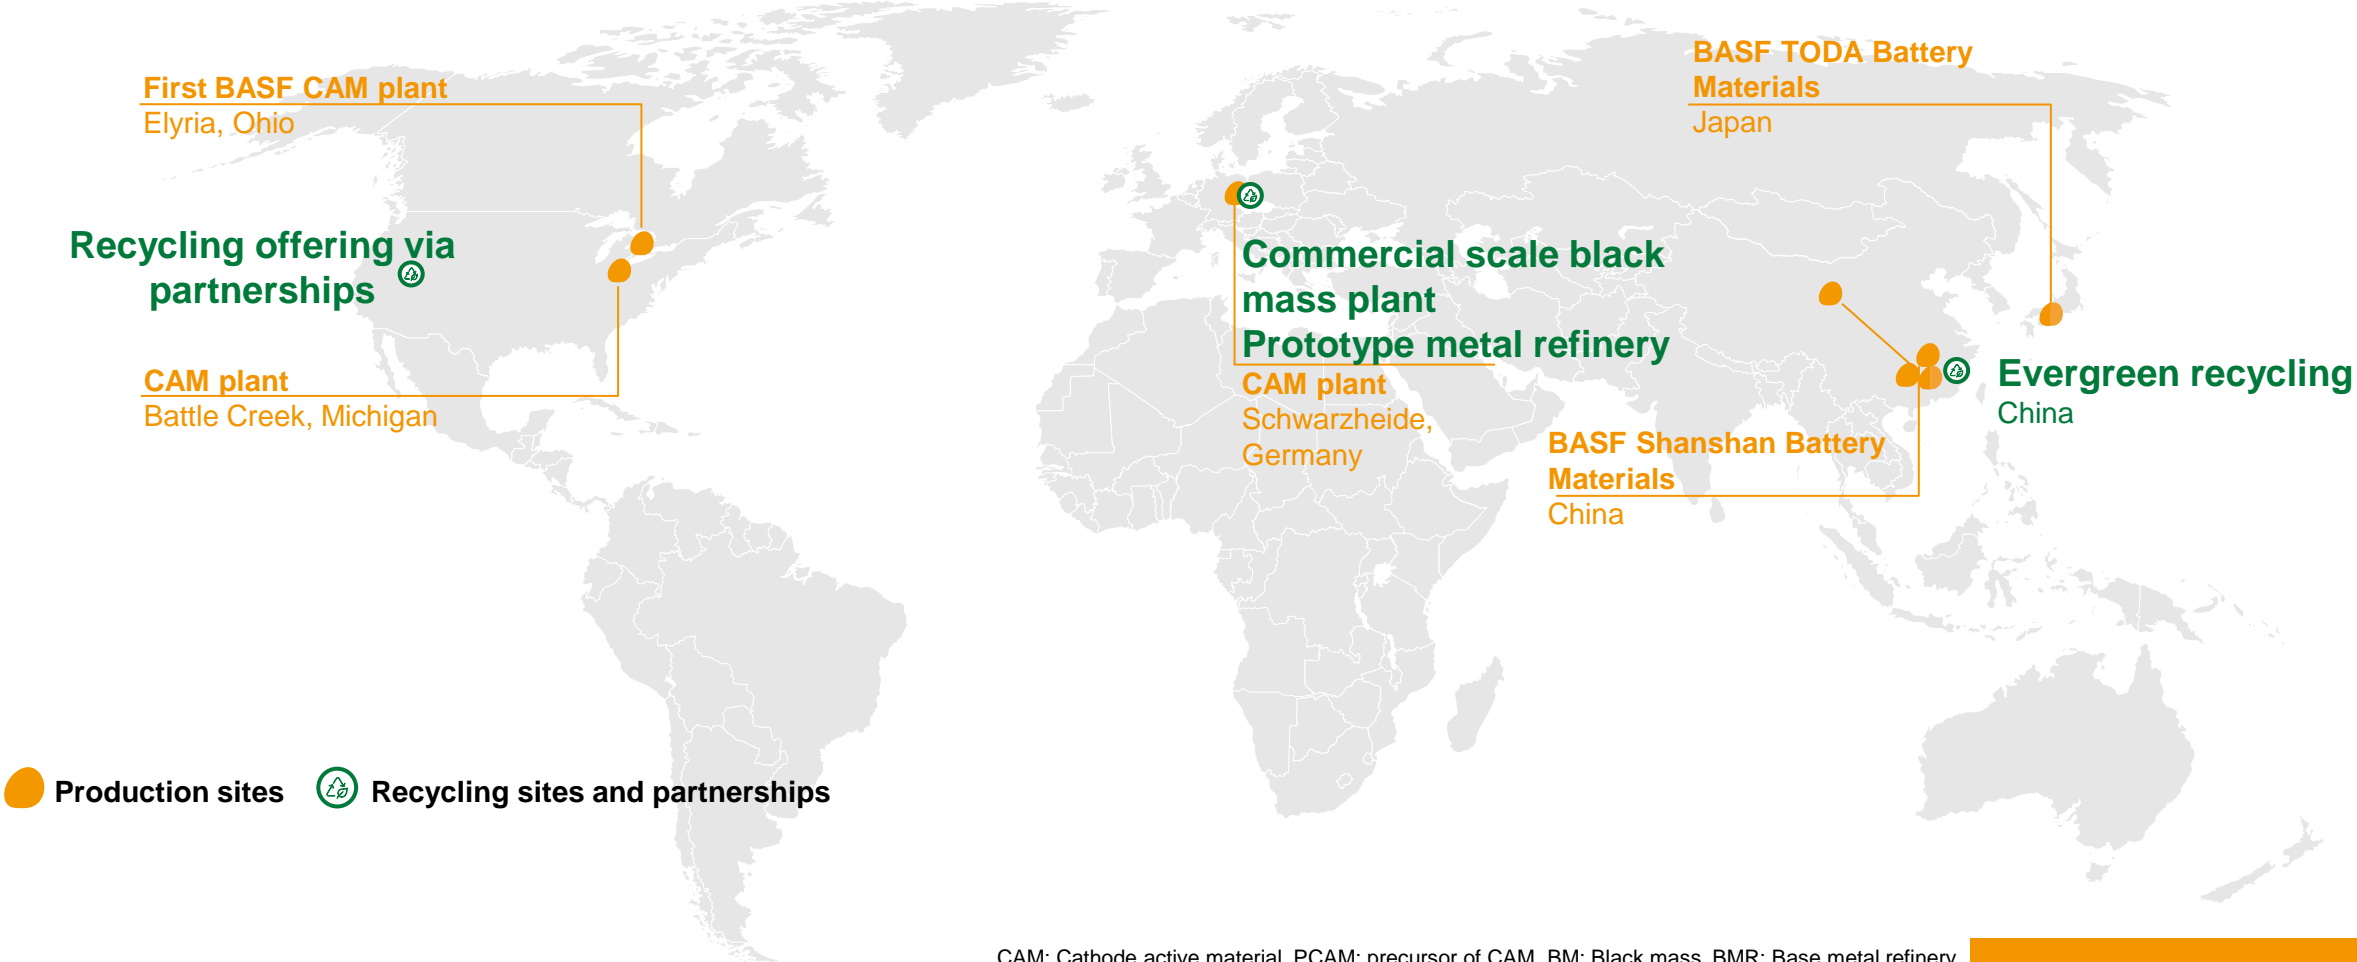 First BASF CAM plant
Elyria, Ohio
Recycling offering via
partnerships
CAM plant
Battle Creek, Michigan
BASF TODA Battery
Materials
Japan
Commercial scale black
mass plant
Prototype metal refinery
CAM plant
Schwarzheide,
Germany
BASF Shanshan Battery
Materials
China
Evergreen recycling
China
Production sites
Recycling sites and partnerships
CAM: Cathode active material, PCAM: precursor of CAM, BM: Black mass, BMR: Base metal refinery